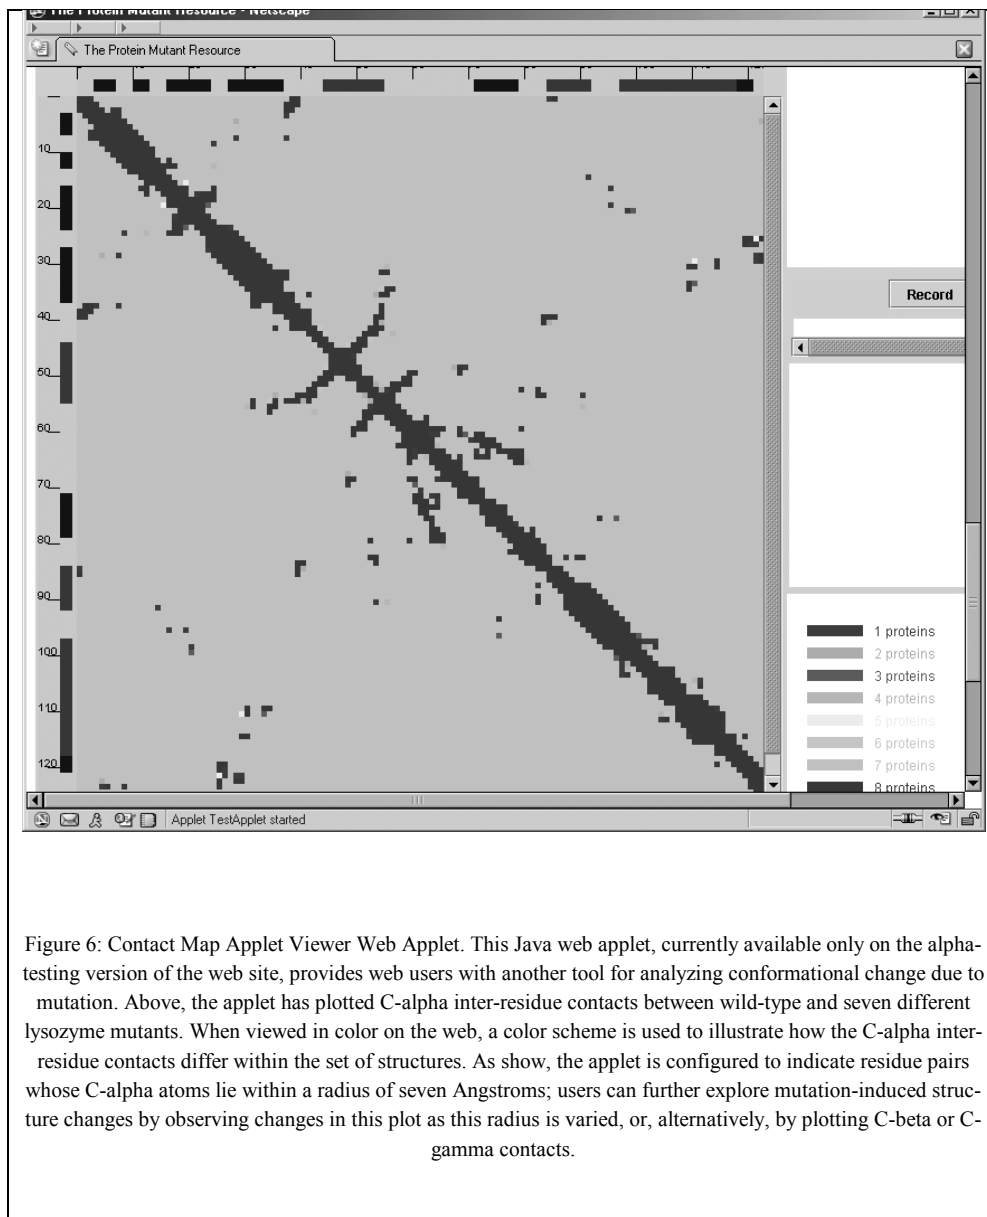 The Protein Mutant Resource - Netscape
The Protein Mutant Resource
10
20
30
40
50
60
70
80
90
100
110
120
Record
1 proteins
2 proteins
3 proteins
4 proteins
5 proteins
6 proteins
7 proteins
8 proteins
Applet TestApplet started
Figure 6: Contact Map Applet Viewer Web Applet. This Java web applet, currently available only on the alpha-
testing version of the web site, provides web users with another tool for analyzing conformational change due to
mutation. Above, the applet has plotted C-alpha inter-residue contacts between wild-type and seven different
lysozyme mutants. When viewed in color on the web, a color scheme is used to illustrate how the C-alpha inter-
residue contacts differ within the set of structures. As show, the applet is configured to indicate residue pairs
whose C-alpha atoms lie within a radius of seven Angstroms; users can further explore mutation-induced struc-
ture changes by observing changes in this plot as this radius is varied, or, alternatively, by plotting C-beta or C-
gamma contacts.